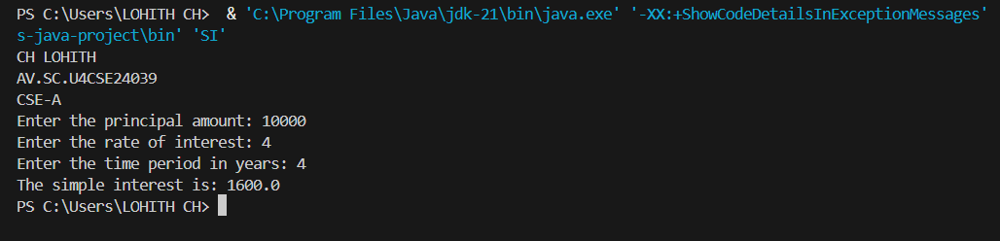 PS C:\Users\LOHITH CH>  & 'C:\Program Files\Java\jdk-21\bin\java.exe' '-XX:+ShowCodeDetailsInExceptionMessages'
s-java-project\bin' 'SI'
CH LOHITH
AV.SC.U4CSE24039
CSE-A
Enter the principal amount: 10000
Enter the rate of interest: 4
Enter the time period in years: 4
The simple interest is: 1600.0
PS C:\Users\LOHITH CH>